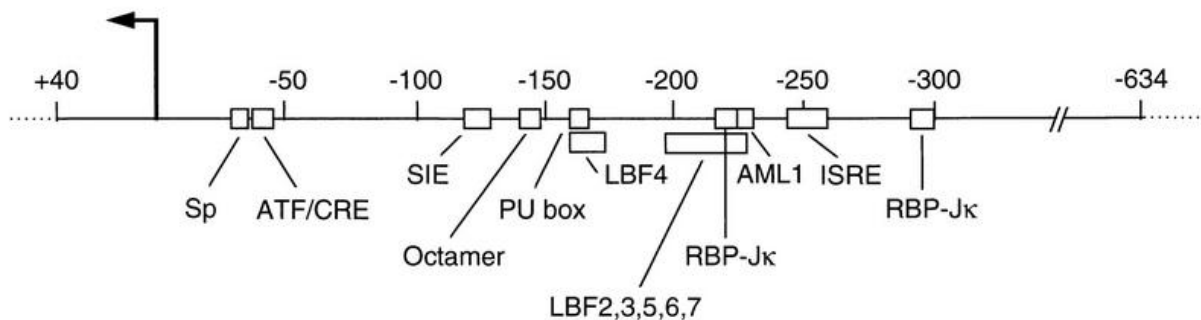 +40 -50 -100 -150 -200 -250 -300 -634
SIE LBF4 AML1 ISRE
Sp ATF/CRE PU box RBP-Jκ
Octamer RBP-Jκ
LBF2,3,5,6,7